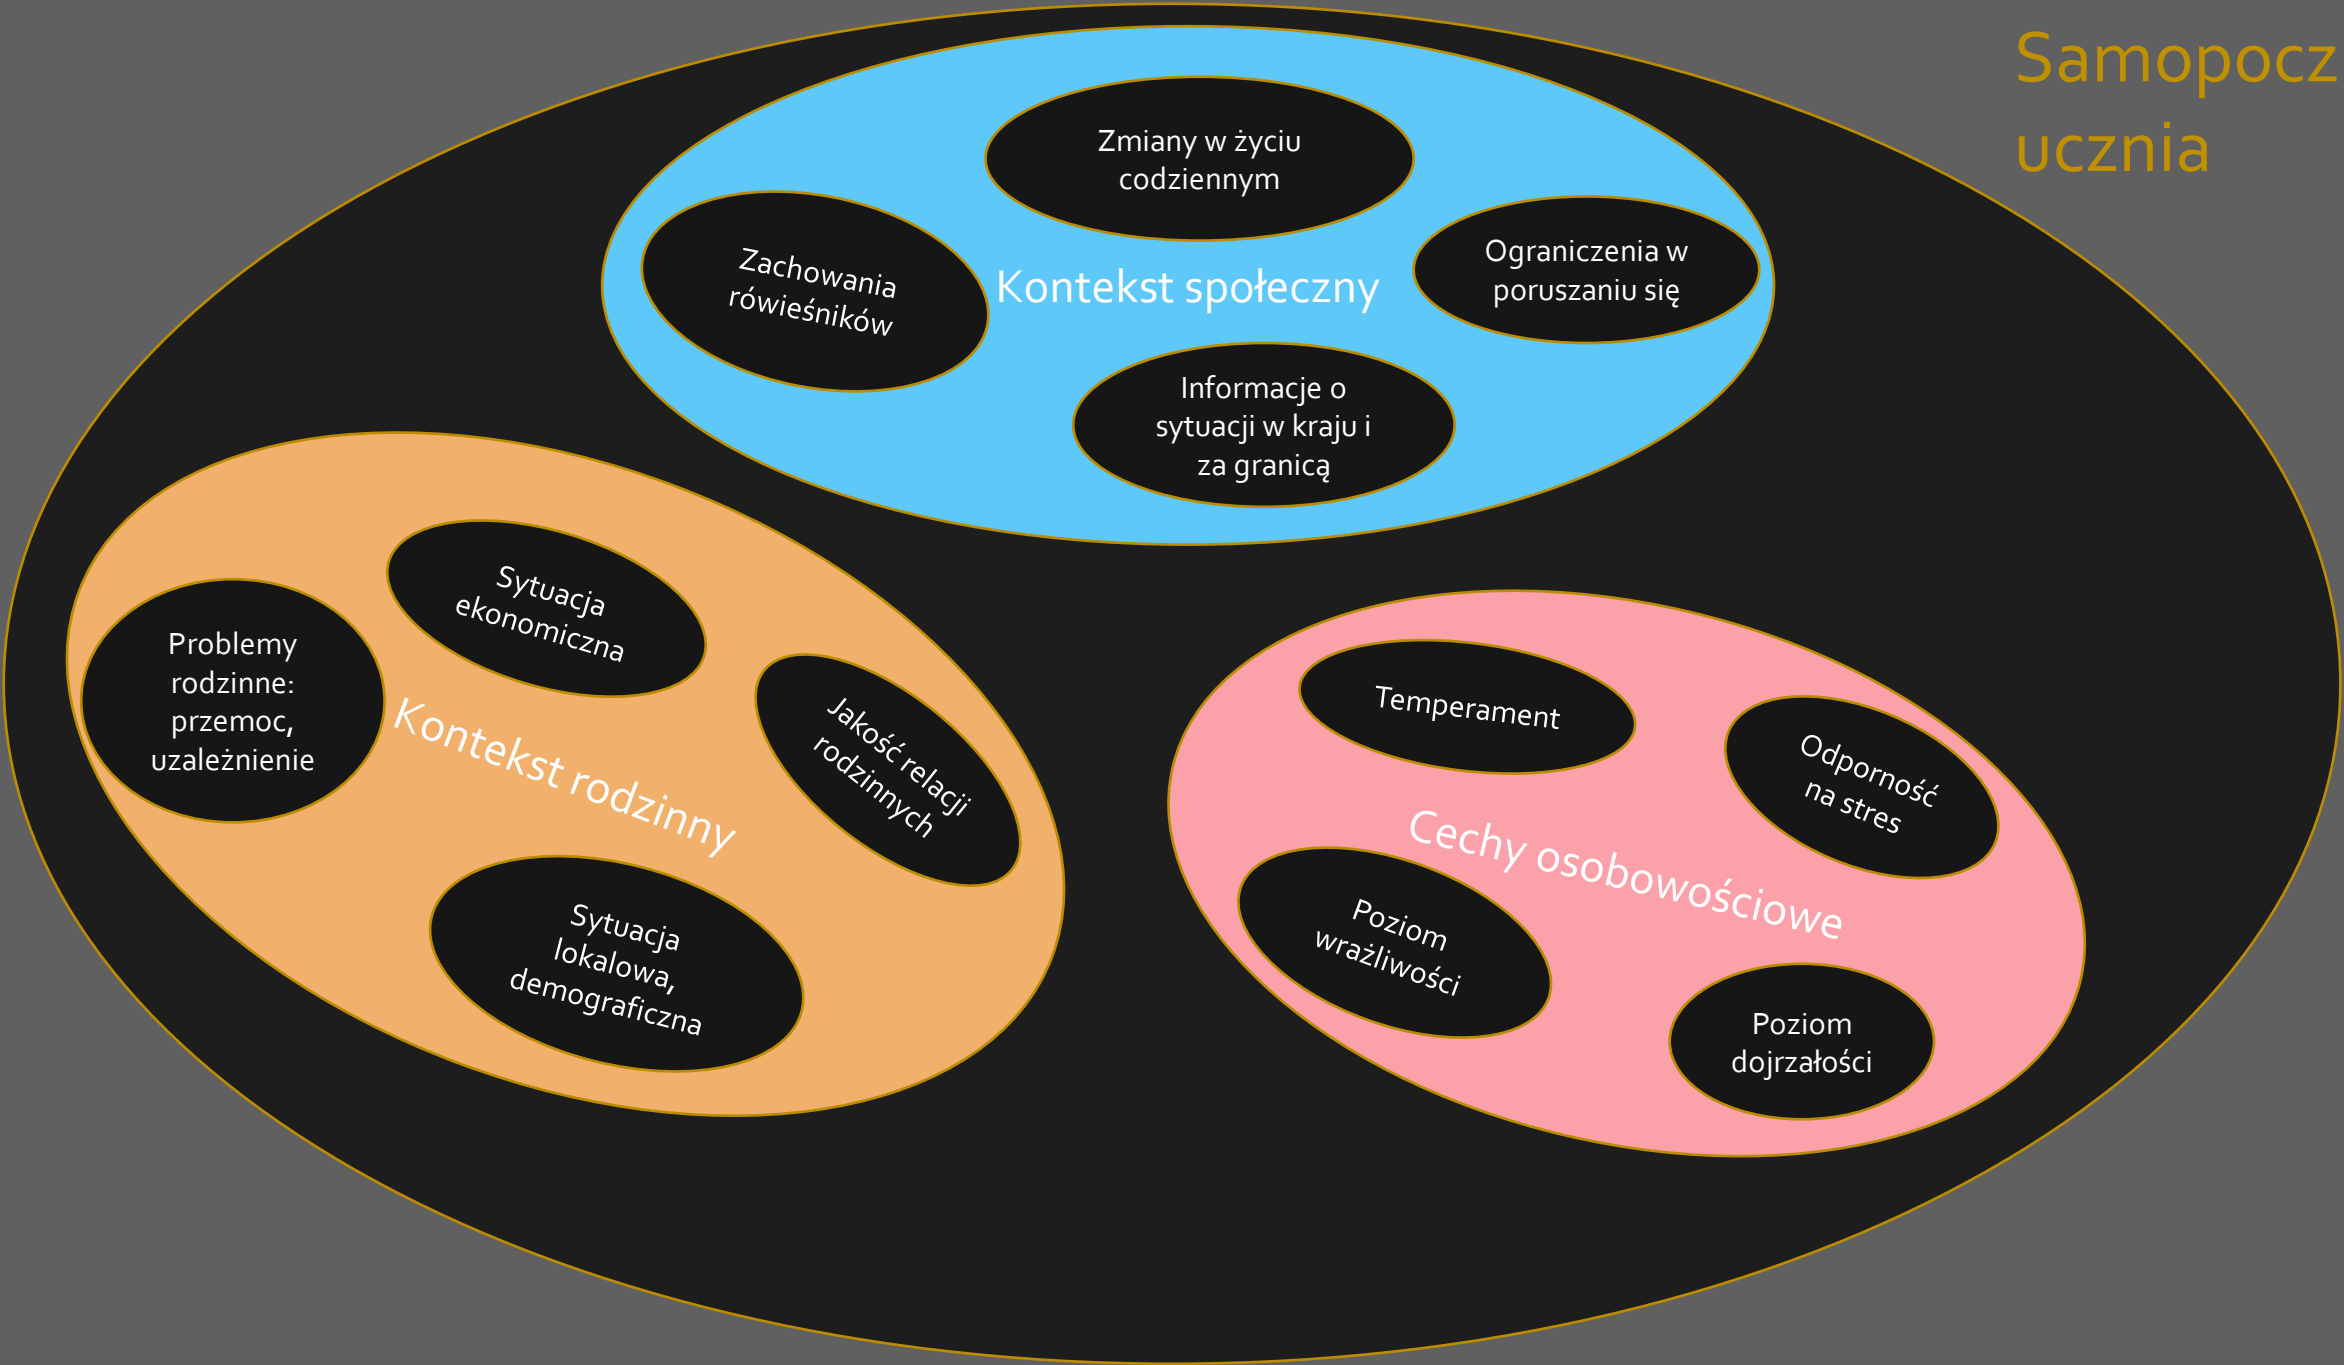 Samopocz
ucznia
Zmiany w życiu
codziennym
Zachowania
rówieśników
Kontekst społeczny
Ograniczenia w
poruszaniu się
Informacje o
sytuacji w kraju i
za granicą
Sytuacja
ekonomiczna
Problemy
rodzinne:
przemoc,
uzależnienie
Kontekst rodzinny
Jakość relacji
rodzinnych
Sytuacja
lokalowa,
demograficzna
Temperament
Odporność
na stres
Cechy osobowościowe
Poziom
wrażliwości
Poziom
dojrzałości